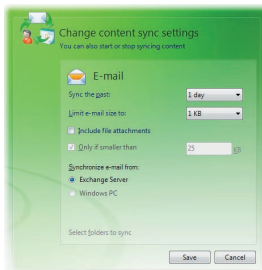 Change content sync settings
You can also start or stop syncing content
E-mail
Sync the past:
1 day
Limit e-mail size to:
1 KB
Include file attachments
Only if smaller than
25
KB
Synchronize e-mail from:
Exchange Server
Windows PC
Select folders to sync
Save
Cancel